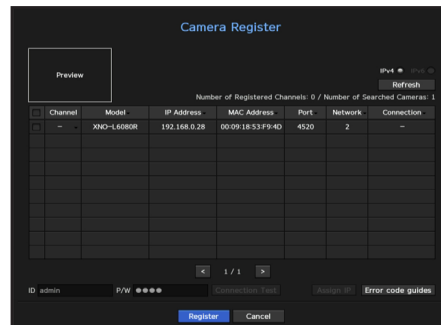 Camera Register
Preview
IPv4 IPv6
Refresh
Number of Registered Channels: 0 / Number of Searched Cameras: 1
Channel Model IP Address MAC Address Port Network Connection
- XNO-L6080R 192.168.0.28 00:09:18:53:F9:4D 4520 2 -
< 1 / 1 >
ID admin P/W ●●●● Connection Test Assign IP Error code guides
Register Cancel